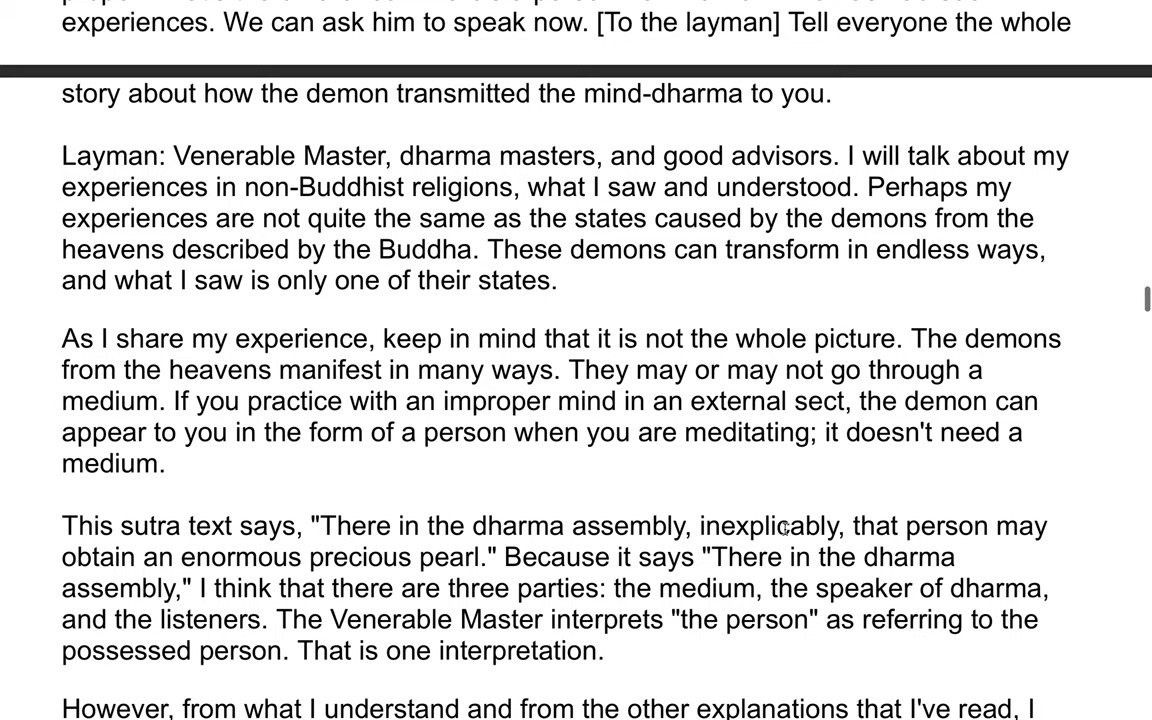 experiences. We can ask him to speak now. [To the layman] Tell everyone the whole
story about how the demon transmitted the mind-dharma to you.
Layman: Venerable Master, dharma masters, and good advisors. I will talk about my
experiences in non-Buddhist religions, what I saw and understood. Perhaps my
experiences are not quite the same as the states caused by the demons from the
heavens described by the Buddha. These demons can transform in endless ways,
and what I saw is only one of their states.
As I share my experience, keep in mind that it is not the whole picture. The demons
from the heavens manifest in many ways. They may or may not go through a
medium. If you practice with an improper mind in an external sect, the demon can
appear to you in the form of a person when you are meditating; it doesn't need a
medium.
This sutra text says, "There in the dharma assembly, inexplicably, that person may
obtain an enormous precious pearl." Because it says "There in the dharma
assembly," I think that there are three parties: the medium, the speaker of dharma,
and the listeners. The Venerable Master interprets "the person" as referring to the
possessed person. That is one interpretation.
However, from what I understand and from the other explanations that I've read, I